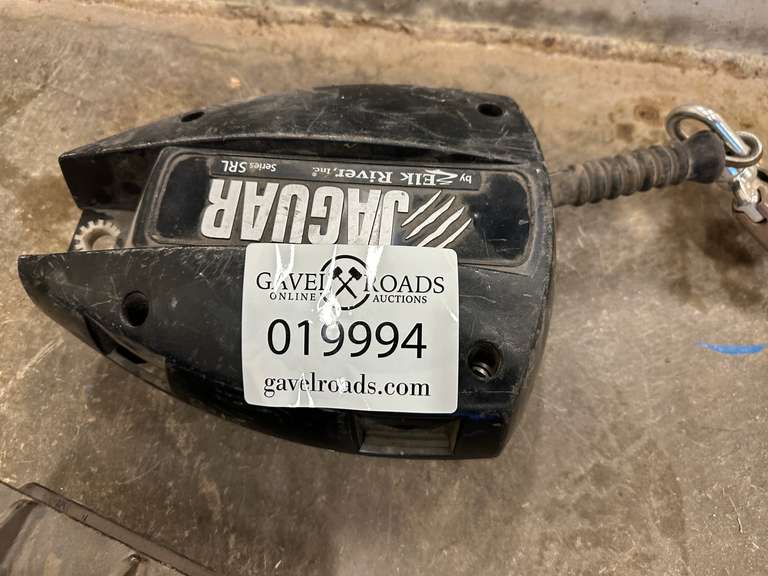 by Elk River, Inc.
Series SRL
JAGUAR
GAVEL ROADS
ONLINE AUCTIONS
019994
gavelroads.com